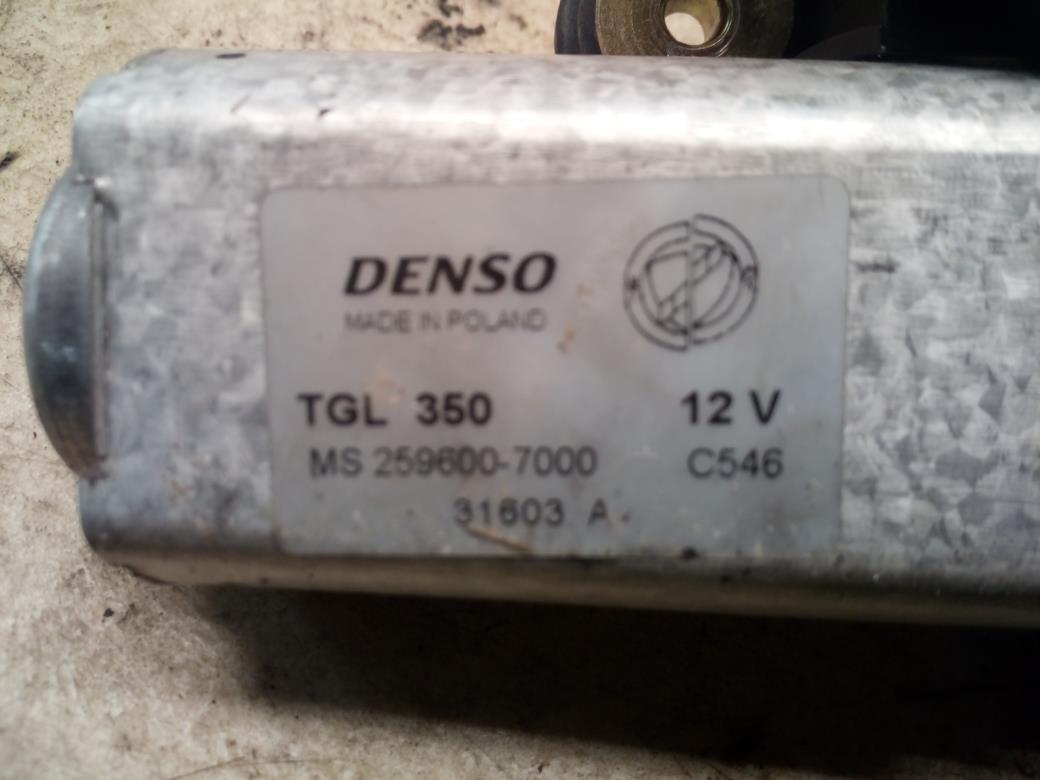 DENSO
MADE IN POLAND
TGL 350 12 V
MS 259600-7000 C546
31603 A